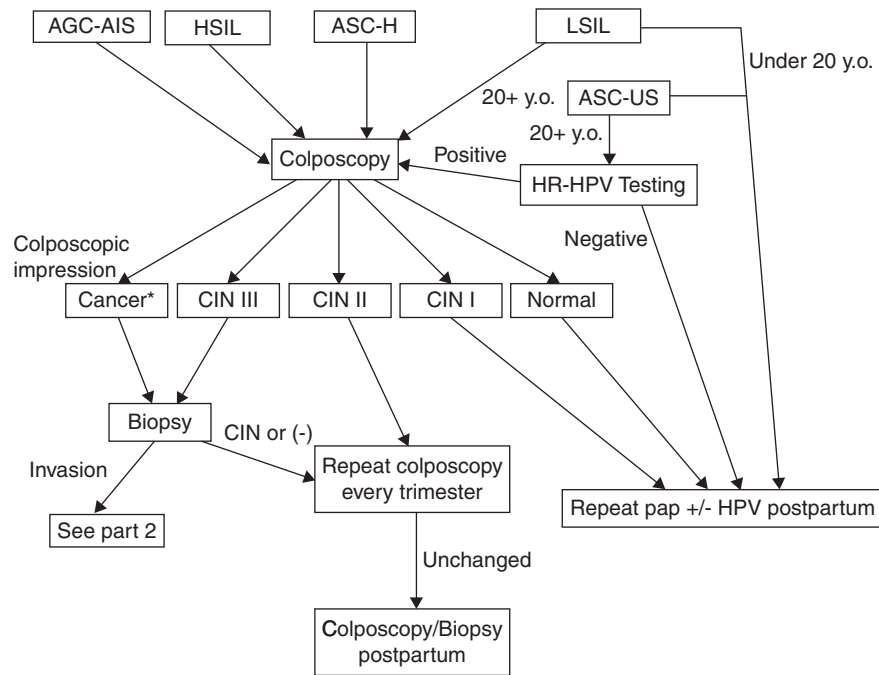 AGC-AIS
HSIL
ASC-H
LSIL
Under 20 y.o.
20+ y.o.
ASC-US
20+ y.o.
Colposcopy
Positive
HR-HPV Testing
Negative
Colposcopic
impression
Cancer*
CIN III
CIN II
CIN I
Normal
Biopsy
CIN or (-)
Invasion
Repeat colposcopy
every trimester
See part 2
Repeat pap +/- HPV postpartum
Unchanged
Colposcopy/Biopsy
postpartum